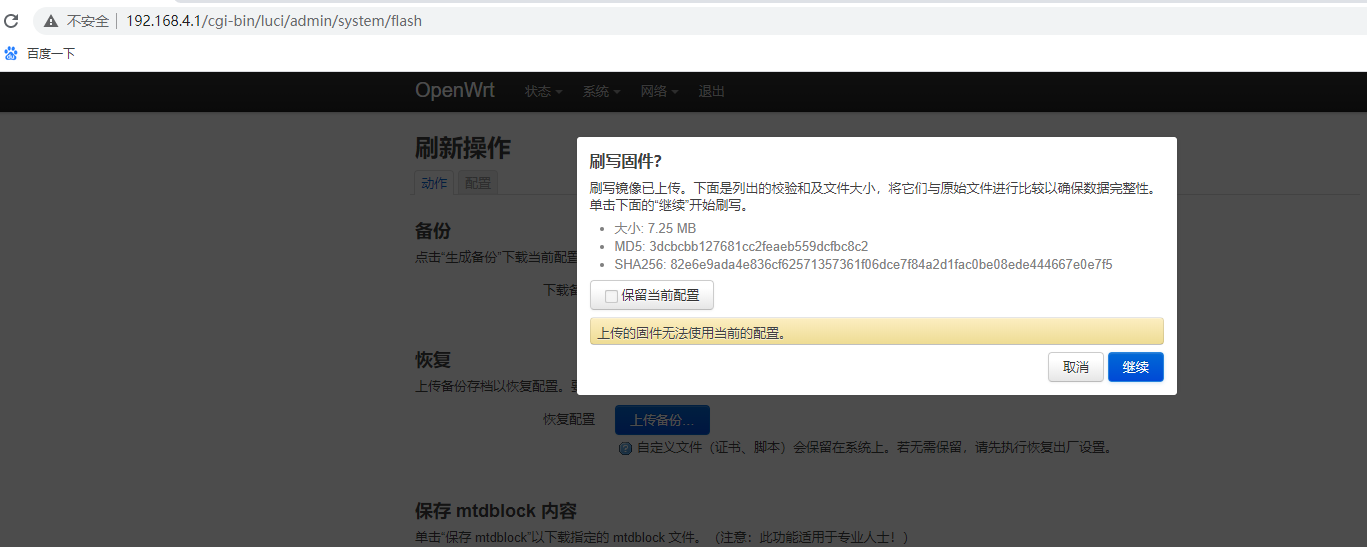 不安全 192.168.4.1/cgi-bin/luci/admin/system/flash
百度一下
OpenWrt 状态 系统 网络 退出
刷新操作
动作 配置
备份
点击“生成备份”下载当前配置
下载备
恢复
上传备份存档以恢复配置。
恢复配置 上传备份...
自定义文件（证书、脚本）会保留在系统上。若无需保留，请先执行恢复出厂设置。
保存 mtdblock 内容
单击“保存 mtdblock”以下载指定的 mtdblock 文件。（注意：此功能适用于专业人士！）
刷写固件?
刷写镜像已上传。下面是列出的校验和及文件大小，将它们与原始文件进行比较以确保数据完整性。
单击下面的“继续”开始刷写。
大小: 7.25 MB
MD5: 3dcbcbb127681cc2feaeb559dcfbc8c2
SHA256: 82e6e9ada4e836cf62571357361f06dce7f84a2d1fac0be08ede444667e0e7f5
保留当前配置
上传的固件无法使用当前的配置。
取消 继续